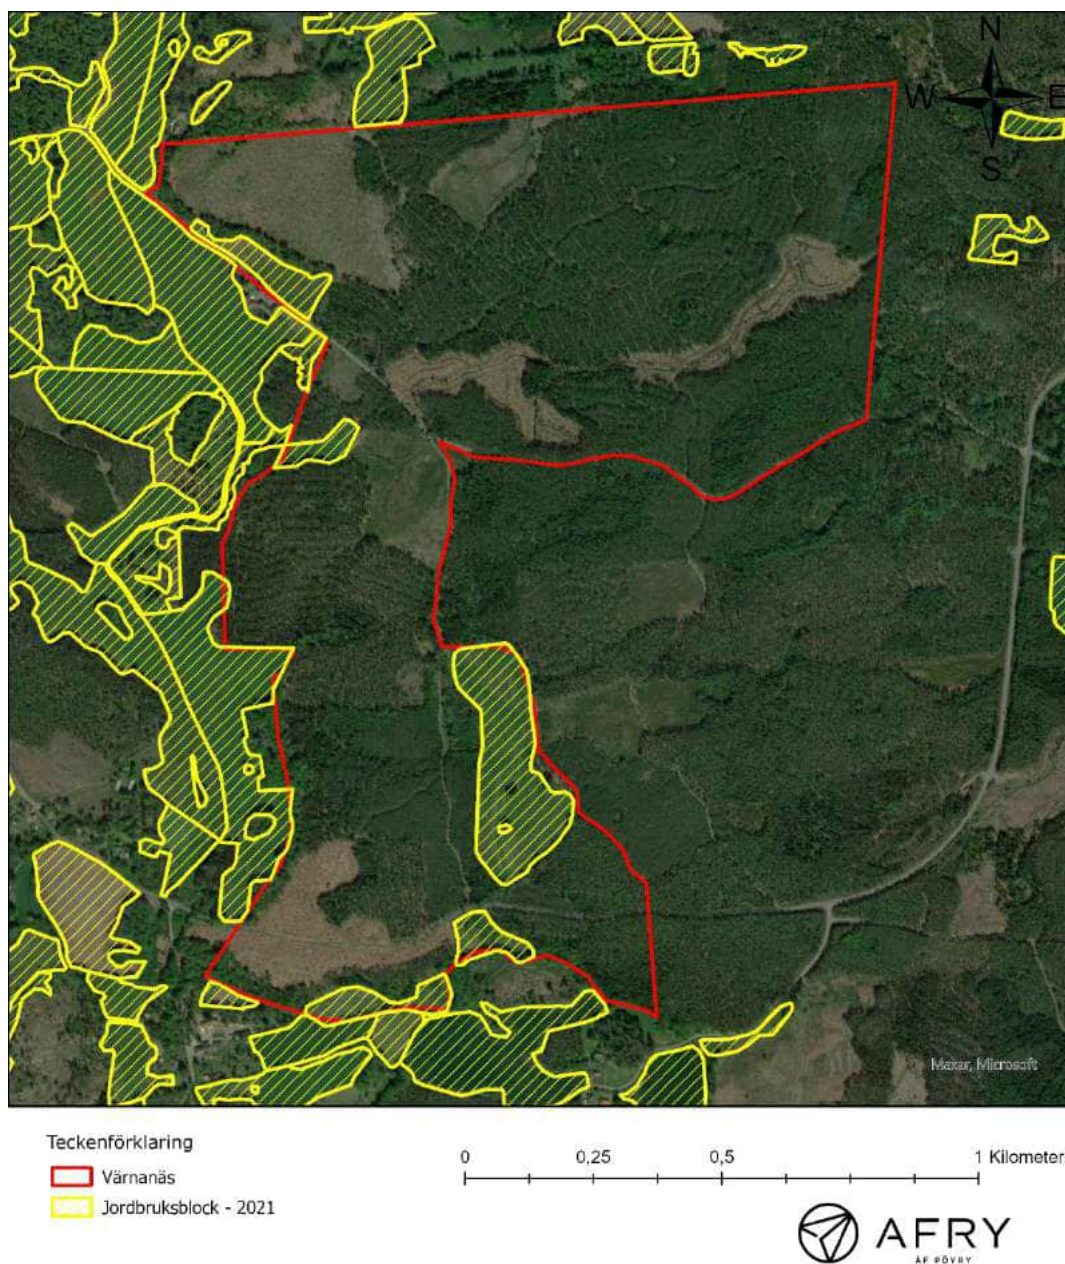 N
W E
S
Maxar, Microsoft
Teckenförklaring
Värnanäs
Jordbruksblock - 2021
0 0,25 0,5 1 Kilometer
AFRY
ÅF PÖYRY